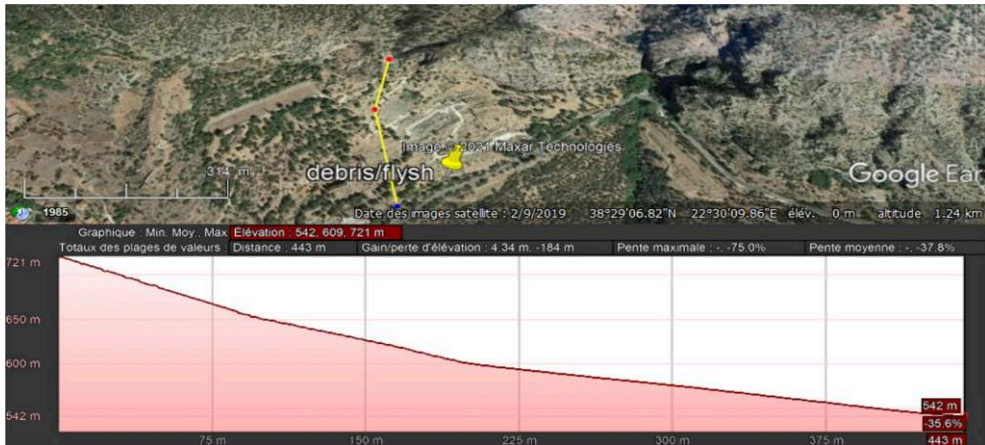 Image © 2021 Maxar Technologies
314 m
debris/flysh
Google Ear
1985
Date des images satellite : 2/9/2019 38°29'06.82"N 22°30'09.86"E élév. 0 m altitude 1.24 km
Graphique : Min. Moy.. Max Élévation : 542, 609, 721 m
Totaux des plages de valeurs Distance : 443 m Gain/perte d'élévation : 4.34 m. -184 m Pente maximale : -. -75.0% Pente moyenne : -. -37.8%
721 m
650 m
600 m
542 m
542 m
-35.6%
75 m 150 m 225 m 300 m 375 m 443 m